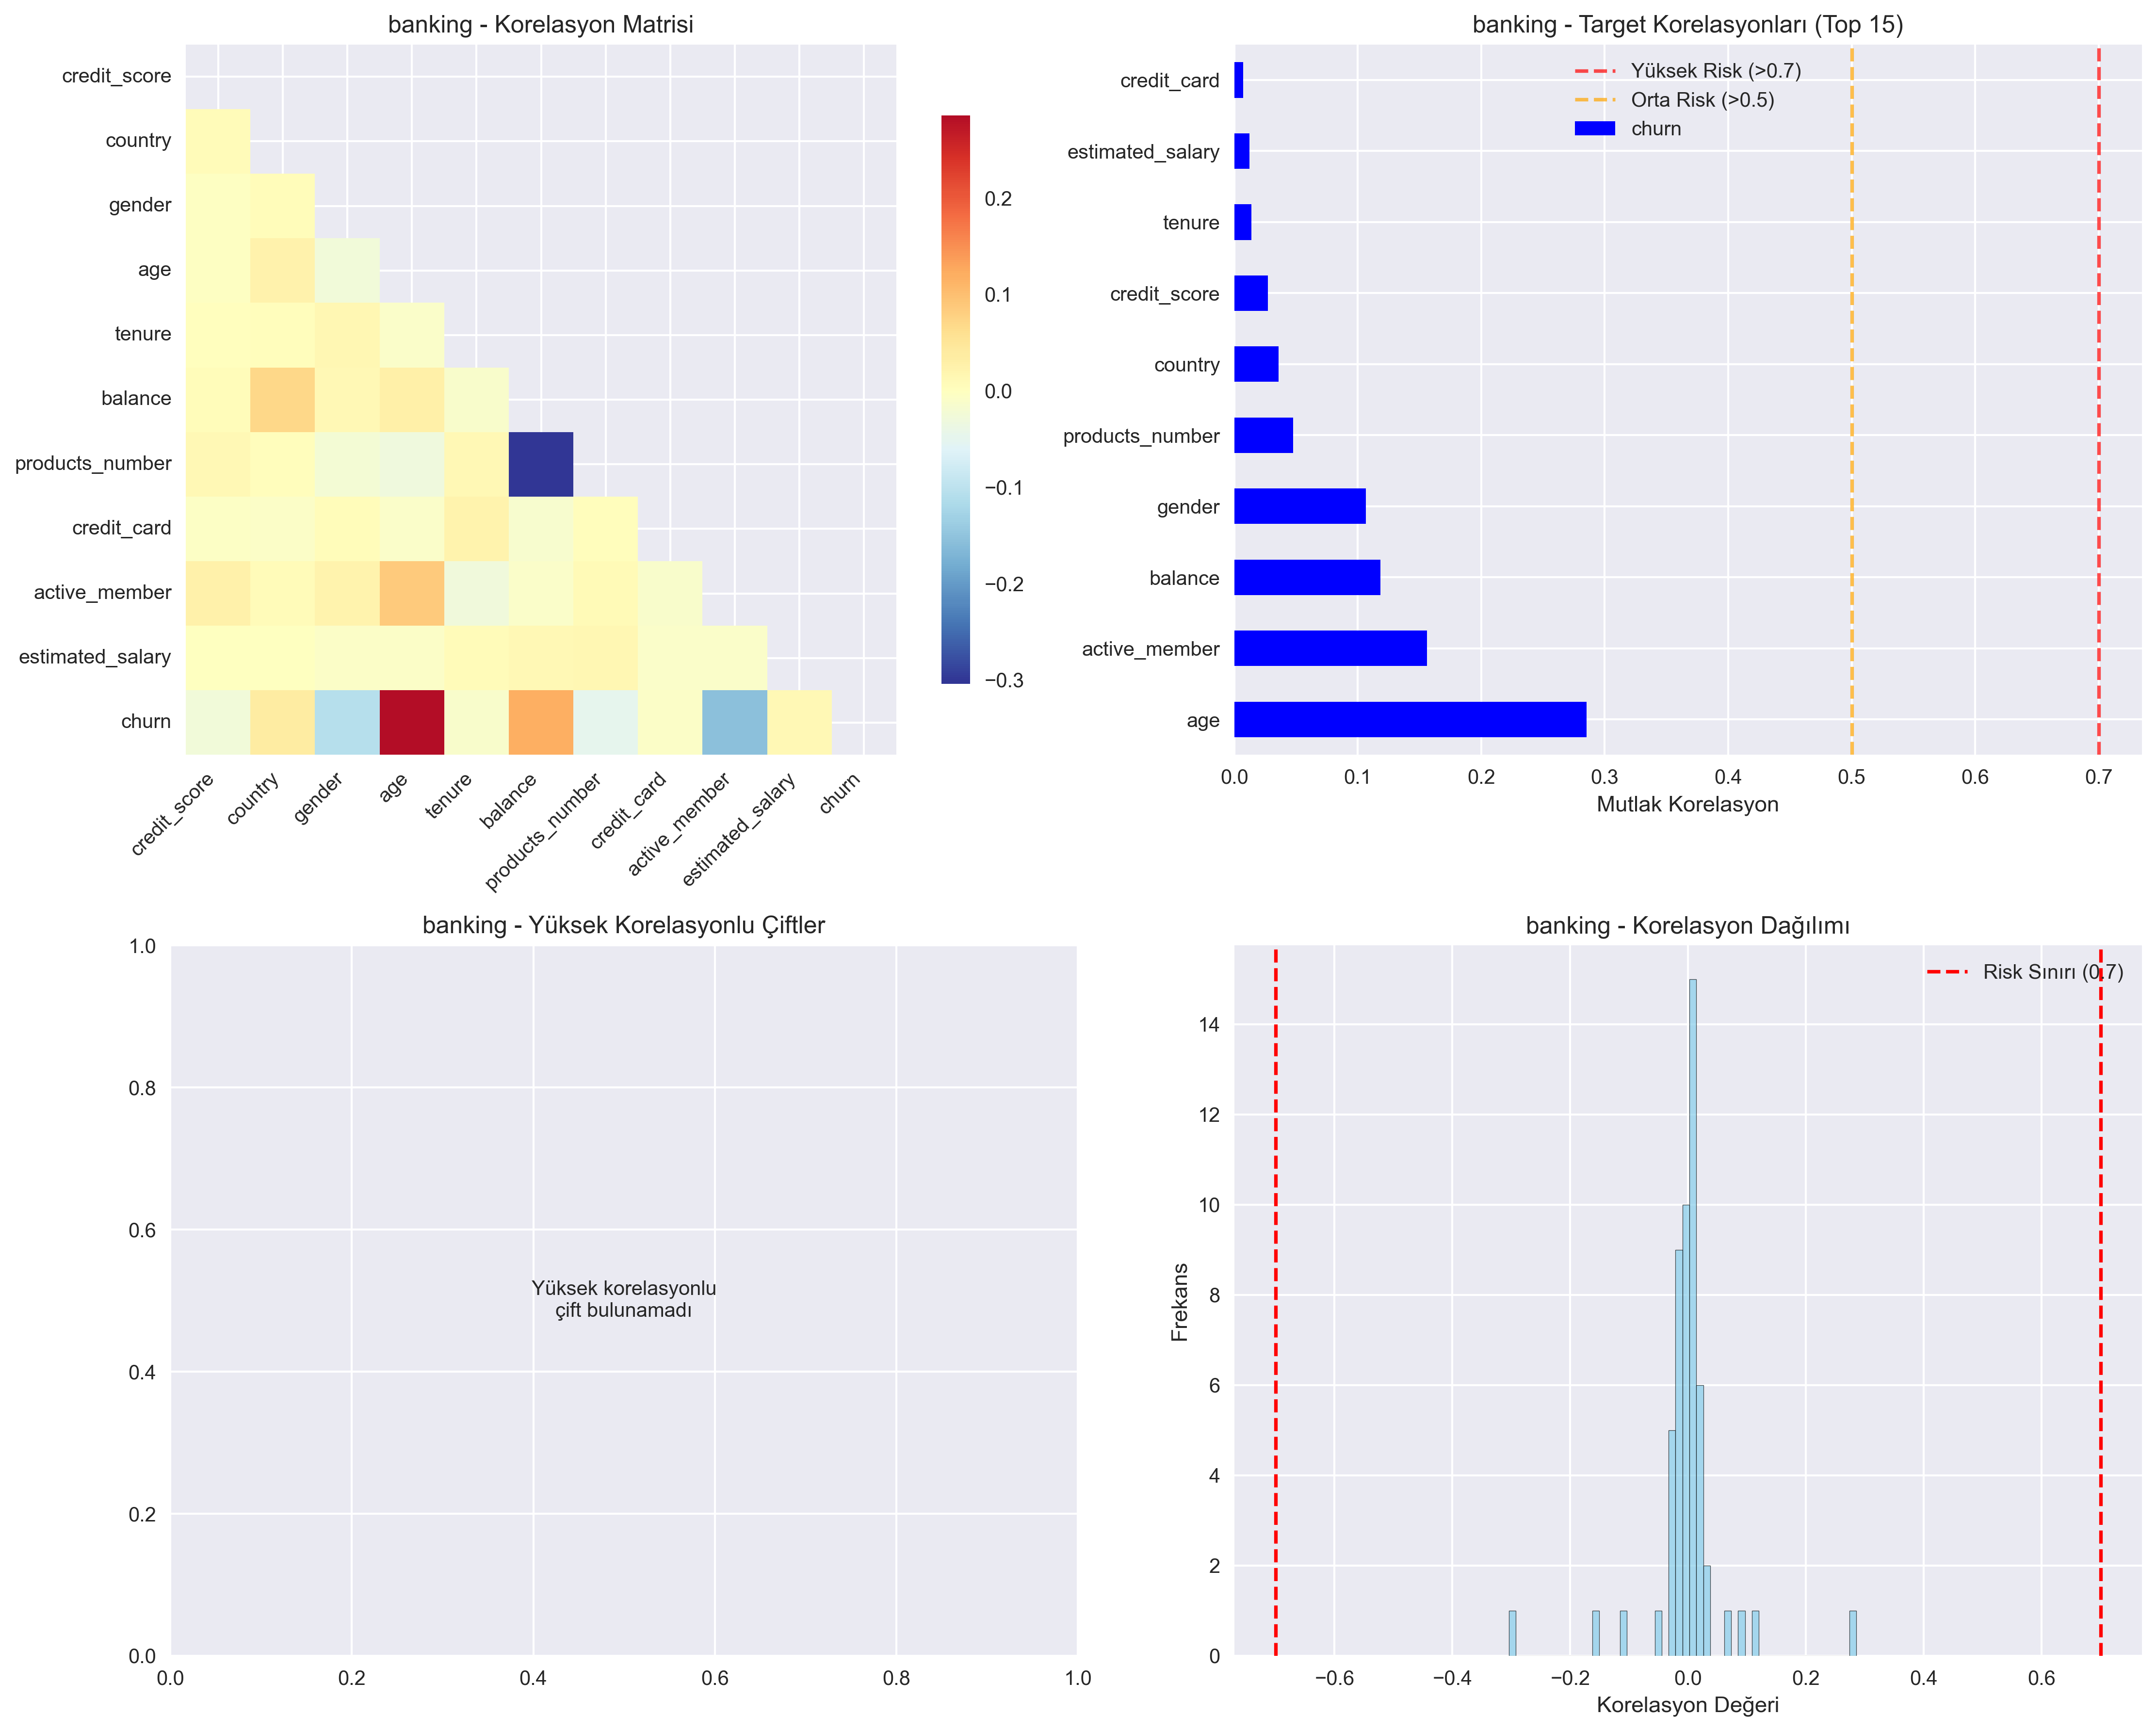 banking - Korelasyon Matrisi
credit_score
country
gender
age
tenure
balance
products_number
credit_card
active_member
estimated_salary
churn
credit_score
country
gender
age
tenure
balance
products_number
credit_card
active_member
estimated_salary
churn
0.2
0.1
0.0
−0.1
−0.2
−0.3
banking - Target Korelasyonları (Top 15)
Yüksek Risk (>0.7)
Orta Risk (>0.5)
churn
credit_card
estimated_salary
tenure
credit_score
country
products_number
gender
balance
active_member
age
0.0 0.1 0.2 0.3 0.4 0.5 0.6 0.7
Mutlak Korelasyon
banking - Yüksek Korelasyonlu Çiftler
1.0
0.8
0.6
0.4
0.2
0.0
Yüksek korelasyonlu
çift bulunamadı
0.0 0.2 0.4 0.6 0.8 1.0
banking - Korelasyon Dağılımı
Risk Sınırı (0.7)
Frekans
14
12
10
8
6
4
2
0
−0.6 −0.4 −0.2 0.0 0.2 0.4 0.6
Korelasyon Değeri